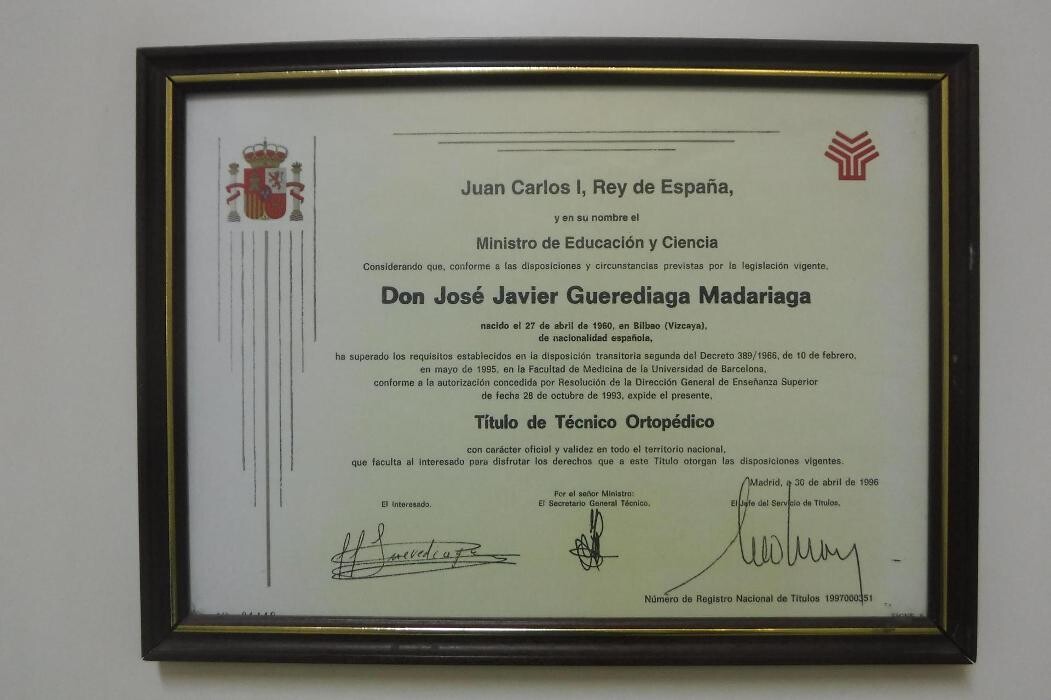 Juan Carlos I, Rey de España,
y en su nombre el
Ministro de Educación y Ciencia
Considerando que, conforme a las disposiciones y circunstancias previstas por la legislación vigente,
Don José Javier Guerediaga Madariaga
nacido el 27 de abril de 1960, en Bilbao (Vizcaya),
de nacionalidad española,
ha superado los requisitos establecidos en la disposición transitoria segunda del Decreto 389/1966, de 10 de febrero,
en mayo de 1995, en la Facultad de Medicina de la Universidad de Barcelona,
conforme a la autorización concedida por Resolución de la Dirección General de Enseñanza Superior
de fecha 28 de octubre de 1993, expide el presente,
Título de Técnico Ortopédico
con carácter oficial y validez en todo el territorio nacional,
que faculta al interesado para disfrutar los derechos que a este Título otorgan las disposiciones vigentes.
Madrid, a 30 de abril de 1996
El interesado,
Por el señor Ministro:
El Secretario General Técnico,
El Jefe del Servicio de Títulos,
Guerediaga
Número de Registro Nacional de Títulos 1997000351